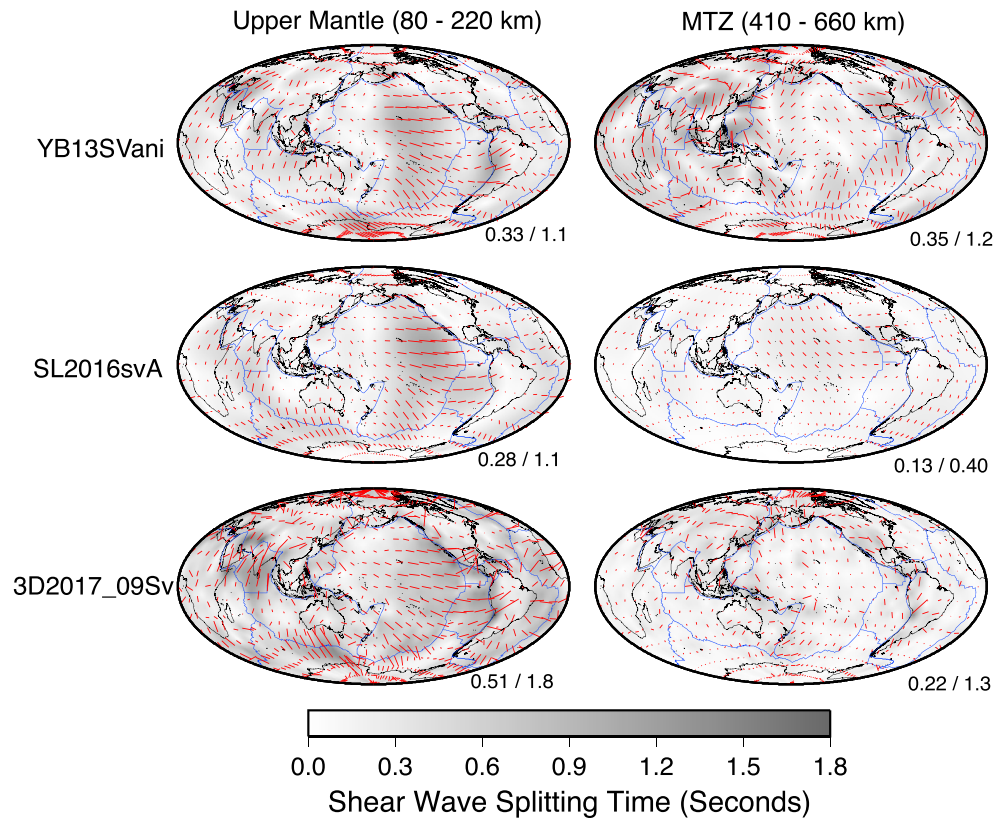 Upper Mantle (80 - 220 km)
MTZ (410 - 660 km)
YB13SVani
0.33 / 1.1
0.35 / 1.2
SL2016svA
0.28 / 1.1
0.13 / 0.40
3D2017_09Sv
0.51 / 1.8
0.22 / 1.3
0.0 0.3 0.6 0.9 1.2 1.5 1.8
Shear Wave Splitting Time (Seconds)